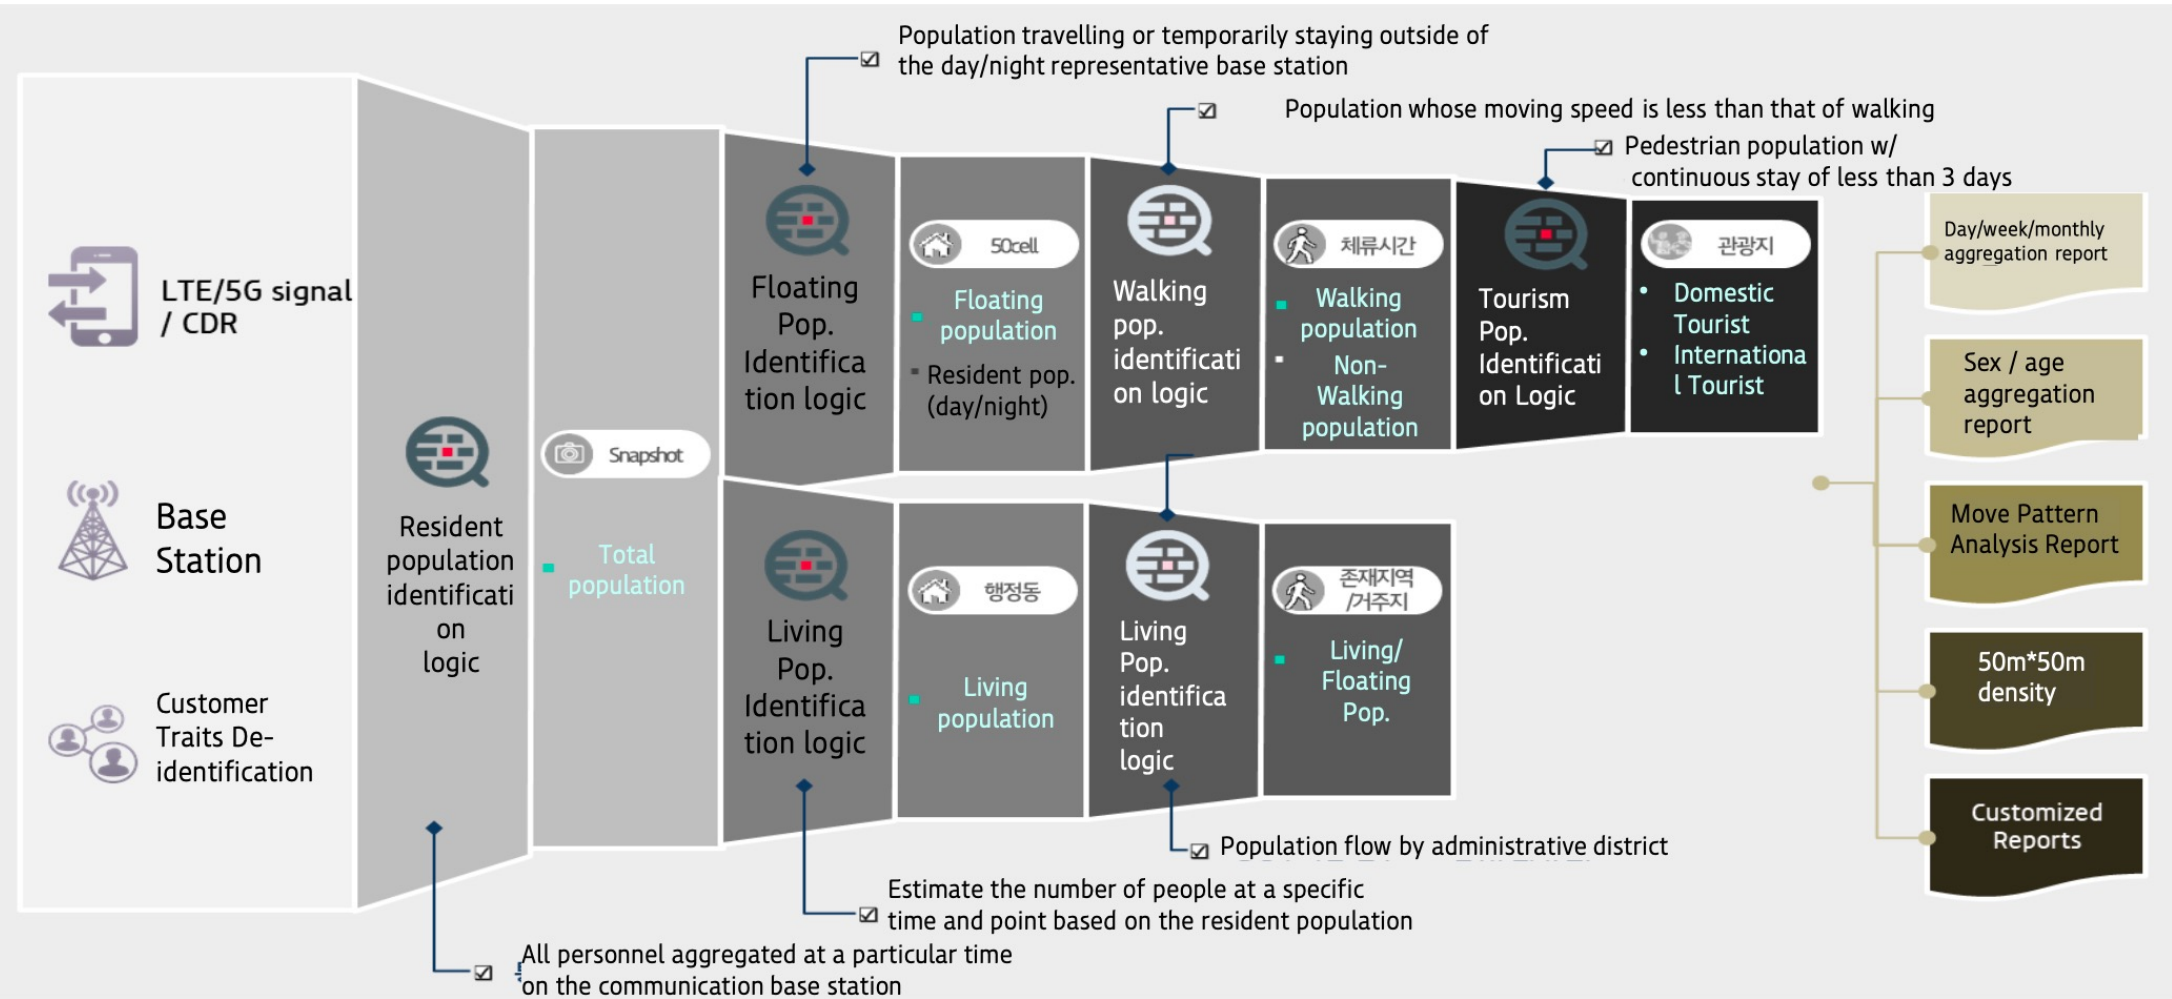 Population travelling or temporarily staying outside of
the day/night representative base station
Population whose moving speed is less than that of walking
Pedestrian population w/
continuous stay of less than 3 days
LTE/5G signal
/ CDR
Base
Station
Customer
Traits De-
identification
Resident
population
identificati
on
logic
Snapshot
Total
population
Floating
Pop.
Identifica
tion logic
50cell
Floating
population
Resident pop.
(day/night)
Walking
pop.
identificati
on logic
체류시간
Walking
population
Non-
Walking
population
Tourism
Pop.
Identificati
on Logic
관광지
Domestic
Tourist
Internationa
l Tourist
Living
Pop.
Identifica
tion logic
행정동
Living
population
Living
Pop.
identifica
tion
logic
존재지역
/거주지
Living/
Floating
Pop.
Day/week/monthly
aggregation report
Sex / age
aggregation
report
Move Pattern
Analysis Report
50m*50m
density
Customized
Reports
Population flow by administrative district
Estimate the number of people at a specific
time and point based on the resident population
All personnel aggregated at a particular time
on the communication base station